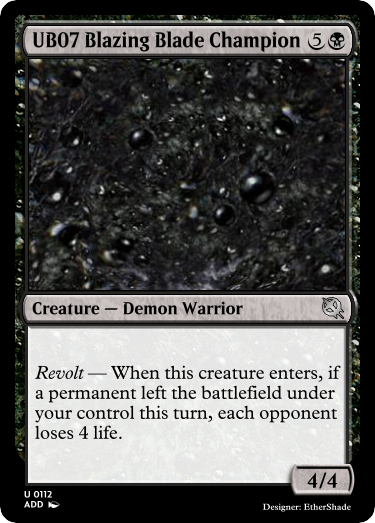 UB07 Blazing Blade Champion 5
Creature — Demon Warrior
Revolt — When this creature enters, if
a permanent left the battlefield under
your control this turn, each opponent
loses 4 life.
4/4
U 0112
ADD
Designer: EtherShade